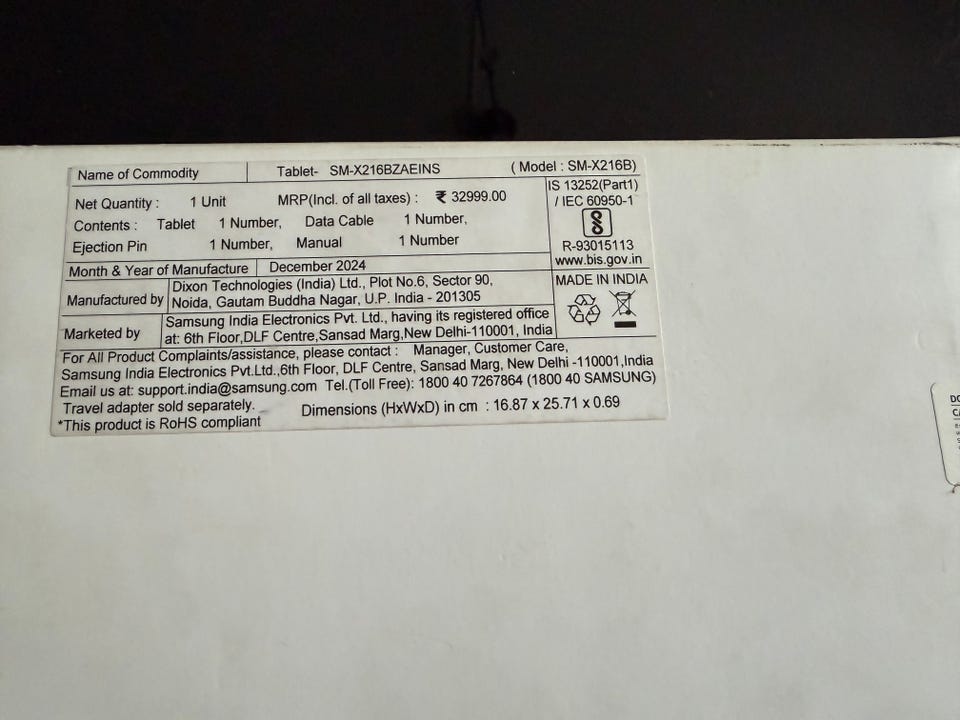 Name of Commodity Tablet- SM-X216BZAEINS ( Model : SM-X216B)
Net Quantity : 1 Unit MRP(Incl. of all taxes) : ₹ 32999.00
Contents : Tablet 1 Number, Data Cable 1 Number,
Ejection Pin 1 Number, Manual 1 Number
IS 13252(Part1)
/ IEC 60950-1
R-93015113
www.bis.gov.in
Month & Year of Manufacture December 2024
MADE IN INDIA
Manufactured by Dixon Technologies (India) Ltd., Plot No.6, Sector 90,
Noida, Gautam Buddha Nagar, U.P. India - 201305
Marketed by Samsung India Electronics Pvt. Ltd., having its registered office
at: 6th Floor,DLF Centre,Sansad Marg,New Delhi-110001, India
For All Product Complaints/assistance, please contact : Manager, Customer Care,
Samsung India Electronics Pvt.Ltd.,6th Floor, DLF Centre, Sansad Marg, New Delhi -110001,India
Email us at: support.india@samsung.com Tel.(Toll Free): 1800 40 7267864 (1800 40 SAMSUNG)
Travel adapter sold separately. Dimensions (HxWxD) in cm : 16.87 x 25.71 x 0.69
*This product is RoHS compliant